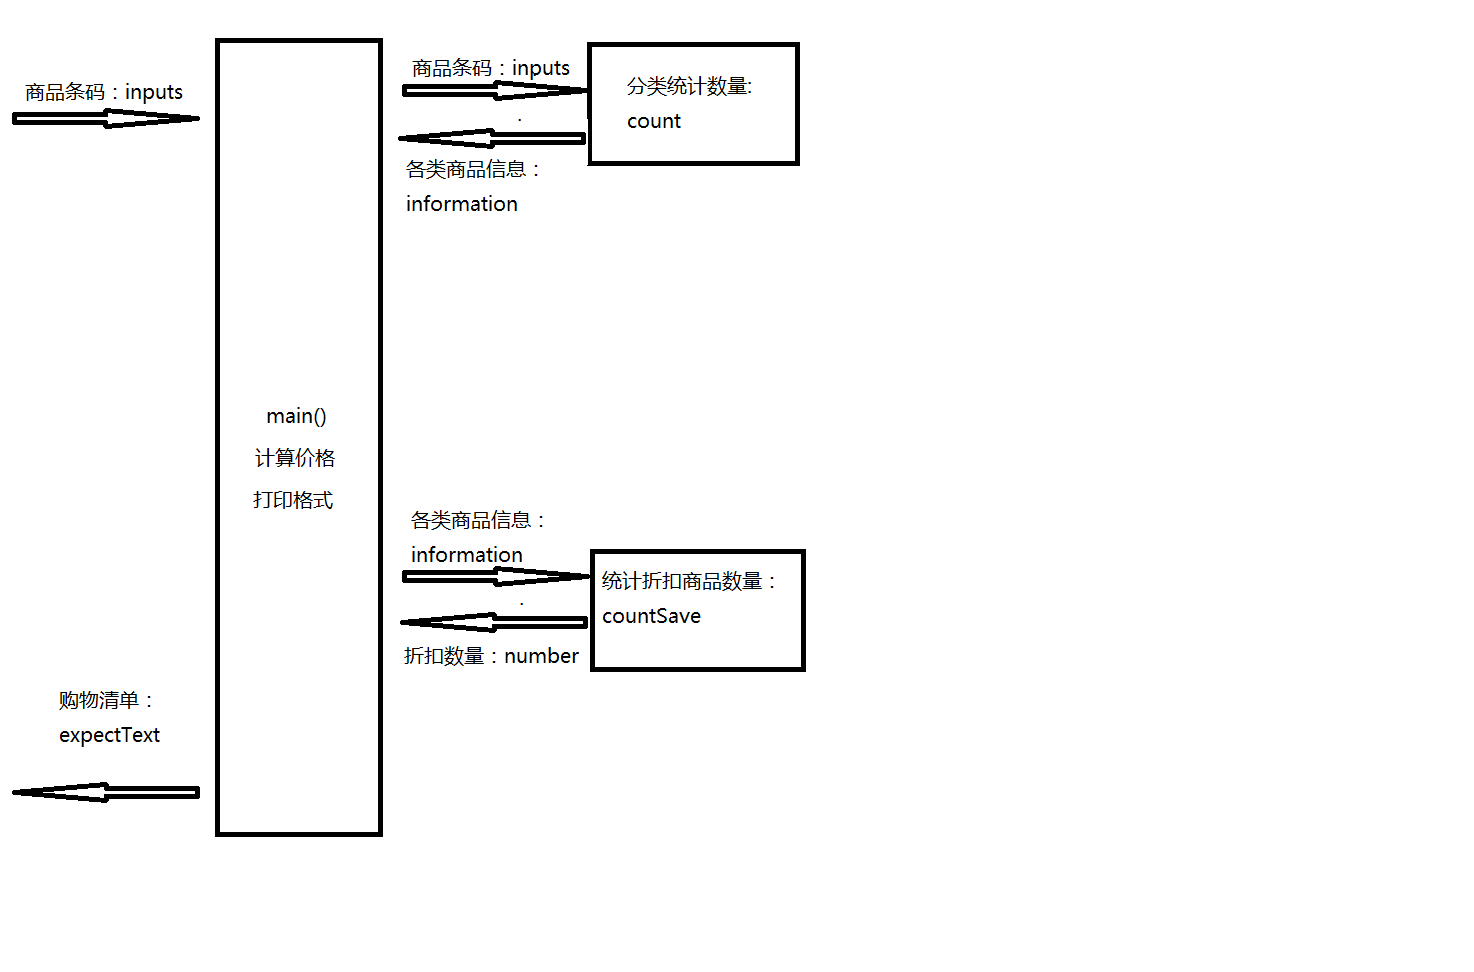 商品条码：inputs
商品条码：inputs
分类统计数量:
count
各类商品信息：
information
main()
计算价格
打印格式
各类商品信息：
information
统计折扣商品数量：
countSave
折扣数量：number
购物清单：
expectText